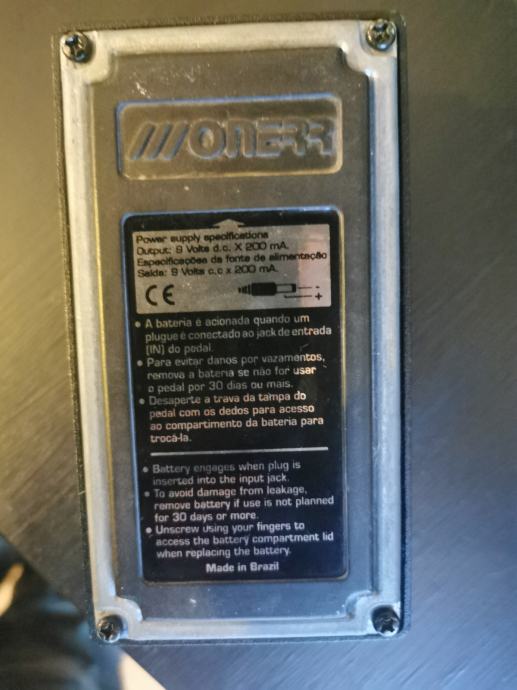 ONERR
Power supply specifications
Output: 9 Volts d.c. X 200 mA.
Especificações da fonte de alimentação
Saída: 9 Volts c.c x 200 mA.
CE
-
+
• A bateria é acionada quando um
plugue é conectado ao jack de entrada
[IN] do pedal.
• Para evitar danos por vazamentos,
remova a bateria se não for usar
o pedal por 30 dias ou mais.
• Desaperte a trava da tampa do
pedal com os dedos para acesso
ao compartimento da bateria para
trocá-la.
• Battery engages when plug is
inserted into the input jack.
• To avoid damage from leakage,
remove battery if use is not planned
for 30 days or more.
• Unscrew using your fingers to
access the battery compartment lid
when replacing the battery.
Made in Brazil